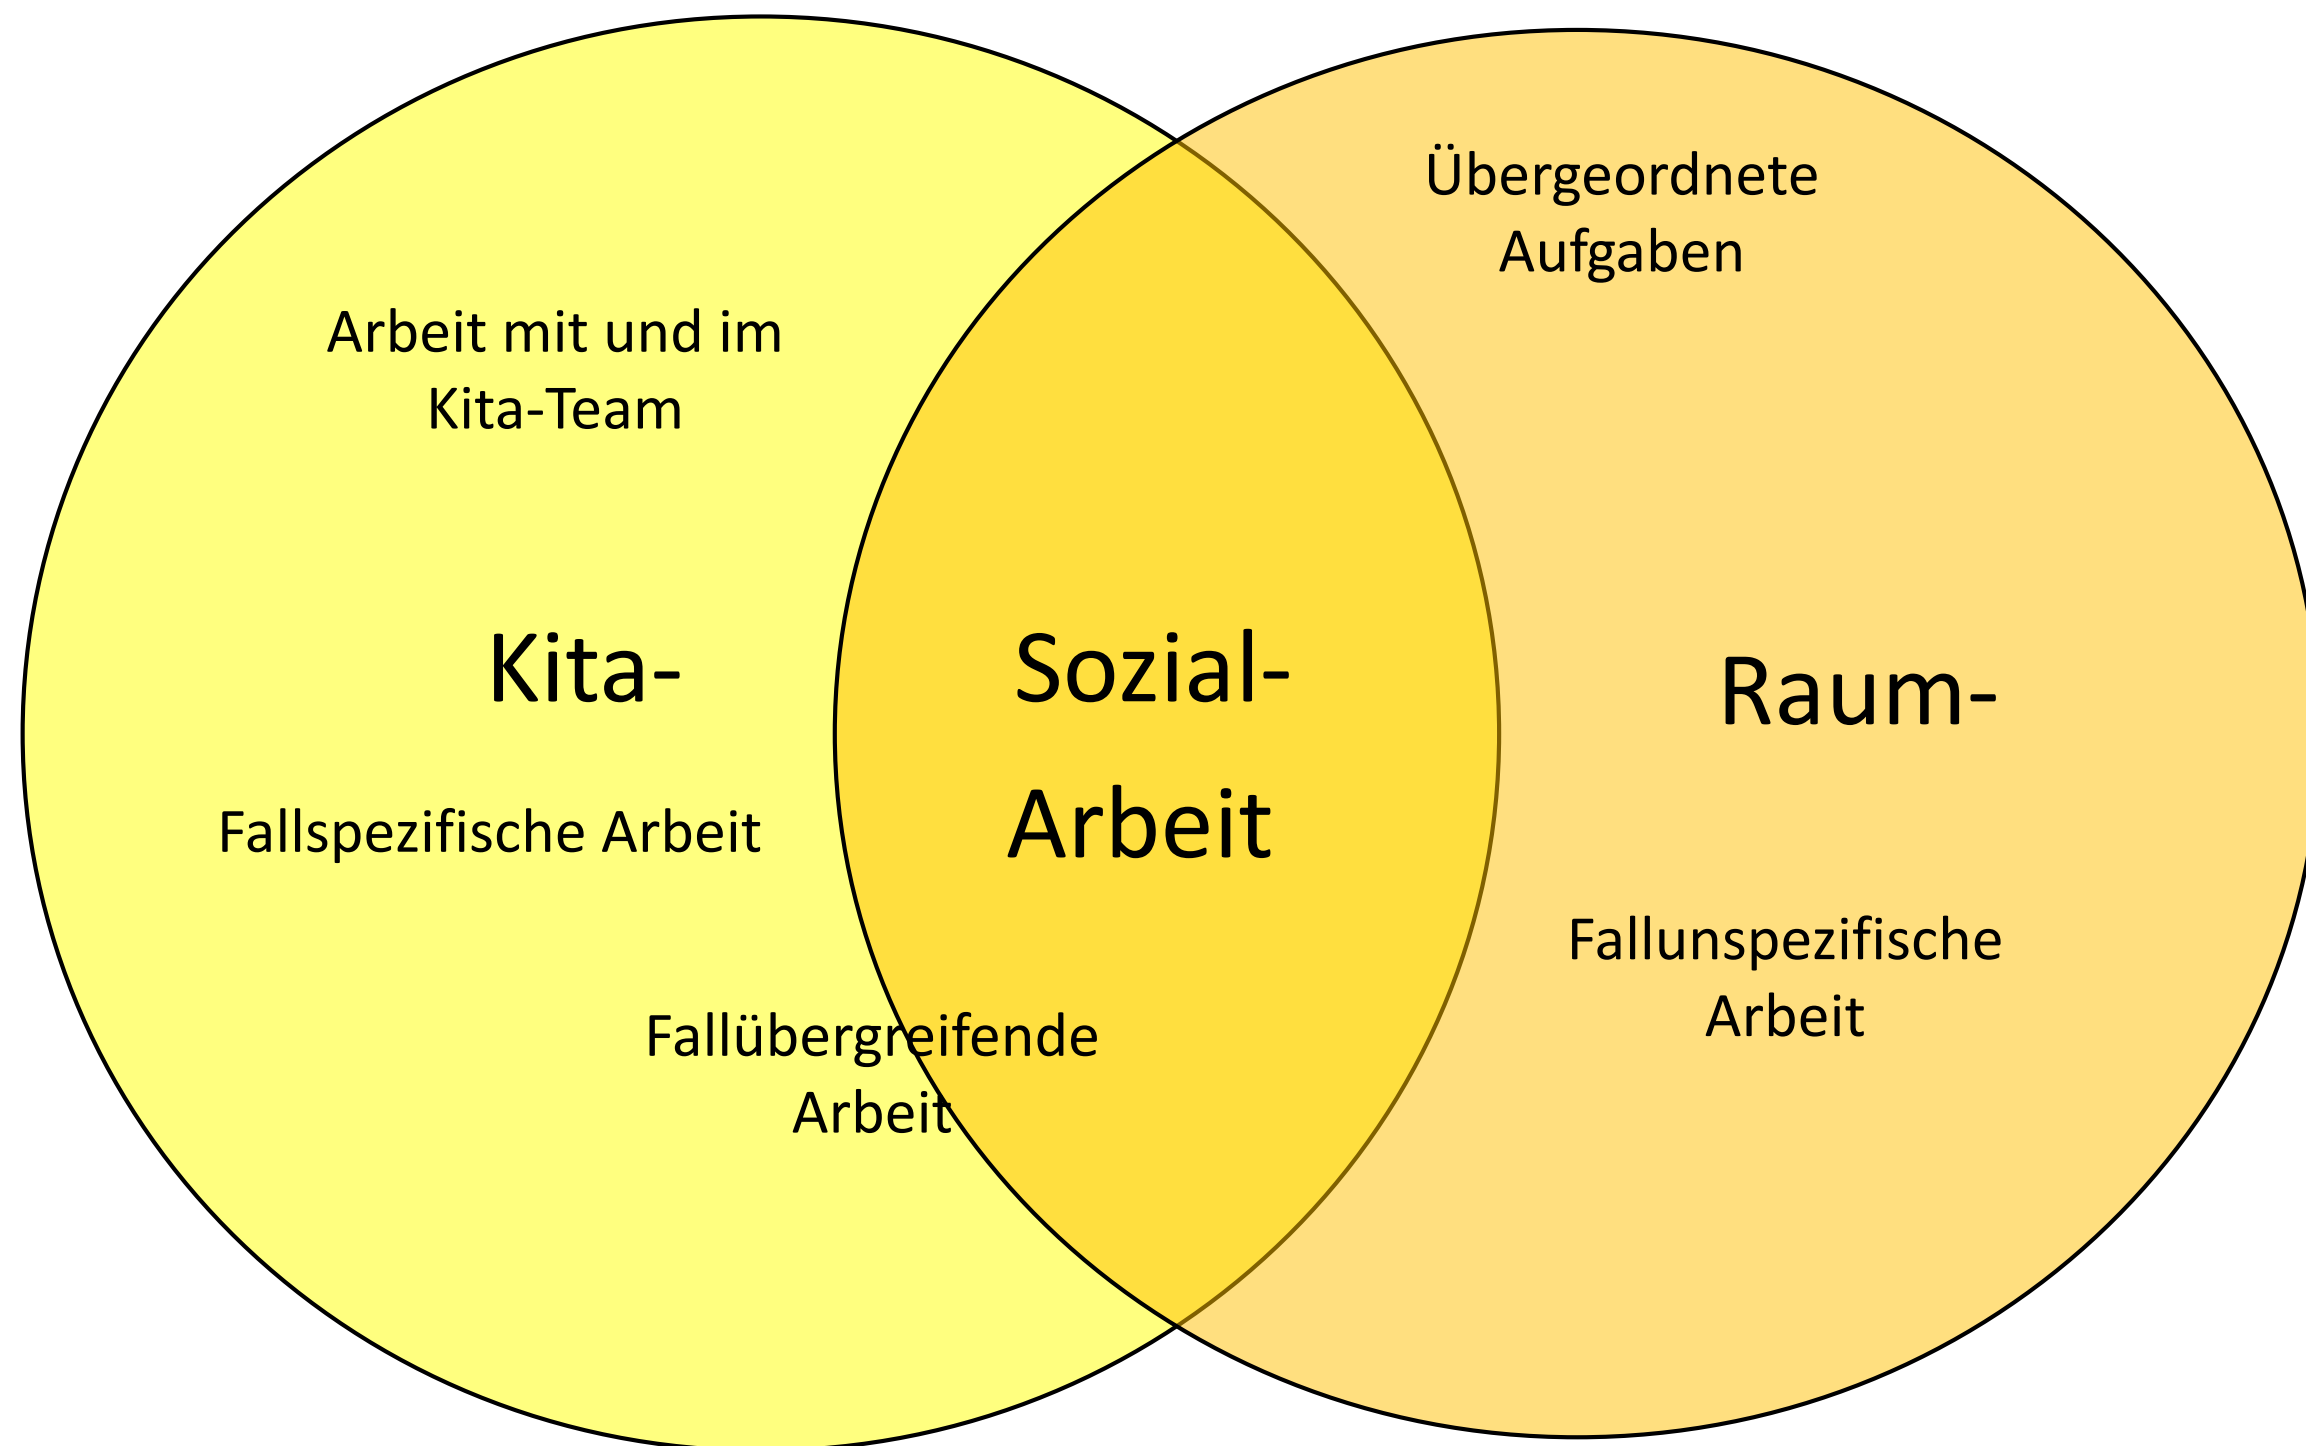 Übergeordnete
Aufgaben
Arbeit mit und im
Kita-Team
Kita-
Sozial-
Arbeit
Raum-
Fallspezifische Arbeit
Fallunspezifische
Arbeit
Fallübergreifende
Arbeit